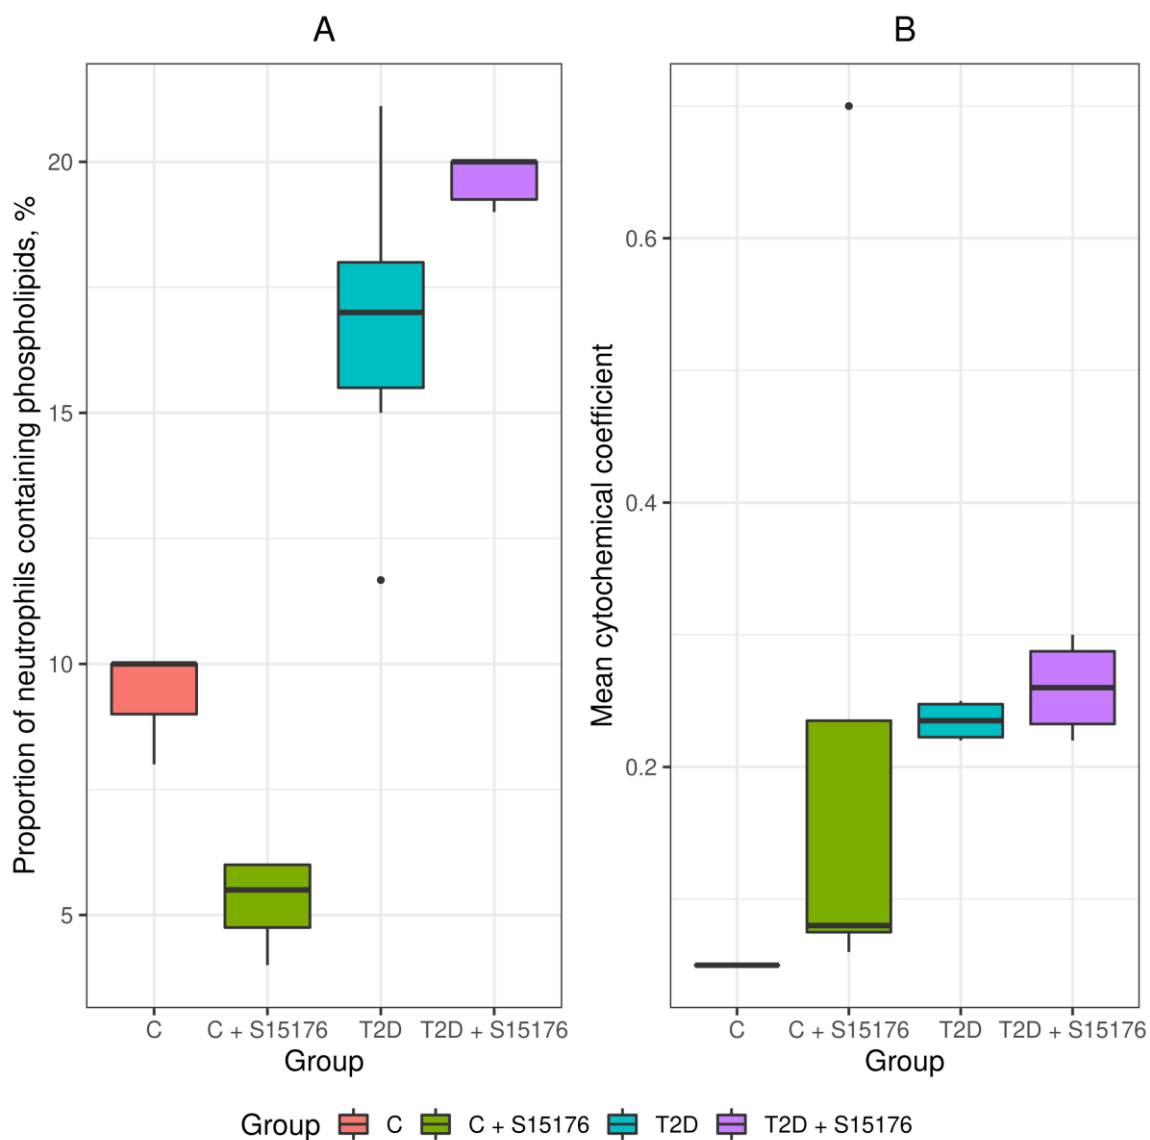 A
Proportion of neutrophils containing phospholipids, %
20
15
10
5
C
C + S15176
T2D
T2D + S15176
Group
B
Mean cytochemical coefficient
0.6
0.4
0.2
C
C + S15176
T2D
T2D + S15176
Group
Group C C + S15176 T2D T2D + S15176